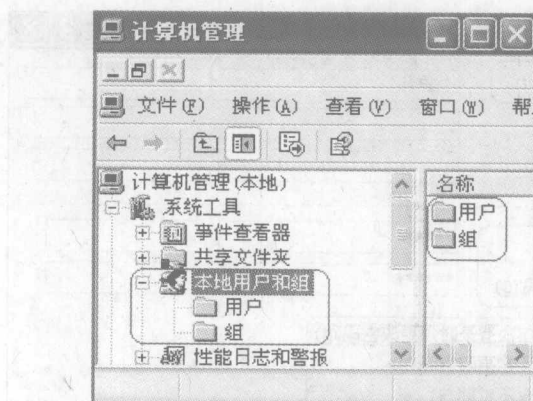 计算机管理
文件(F) 操作(A) 查看(V) 窗口(W) 帮
计算机管理(本地)
系统工具
事件查看器
共享文件夹
本地用户和组
用户
组
性能日志和警报
名称
用户
组